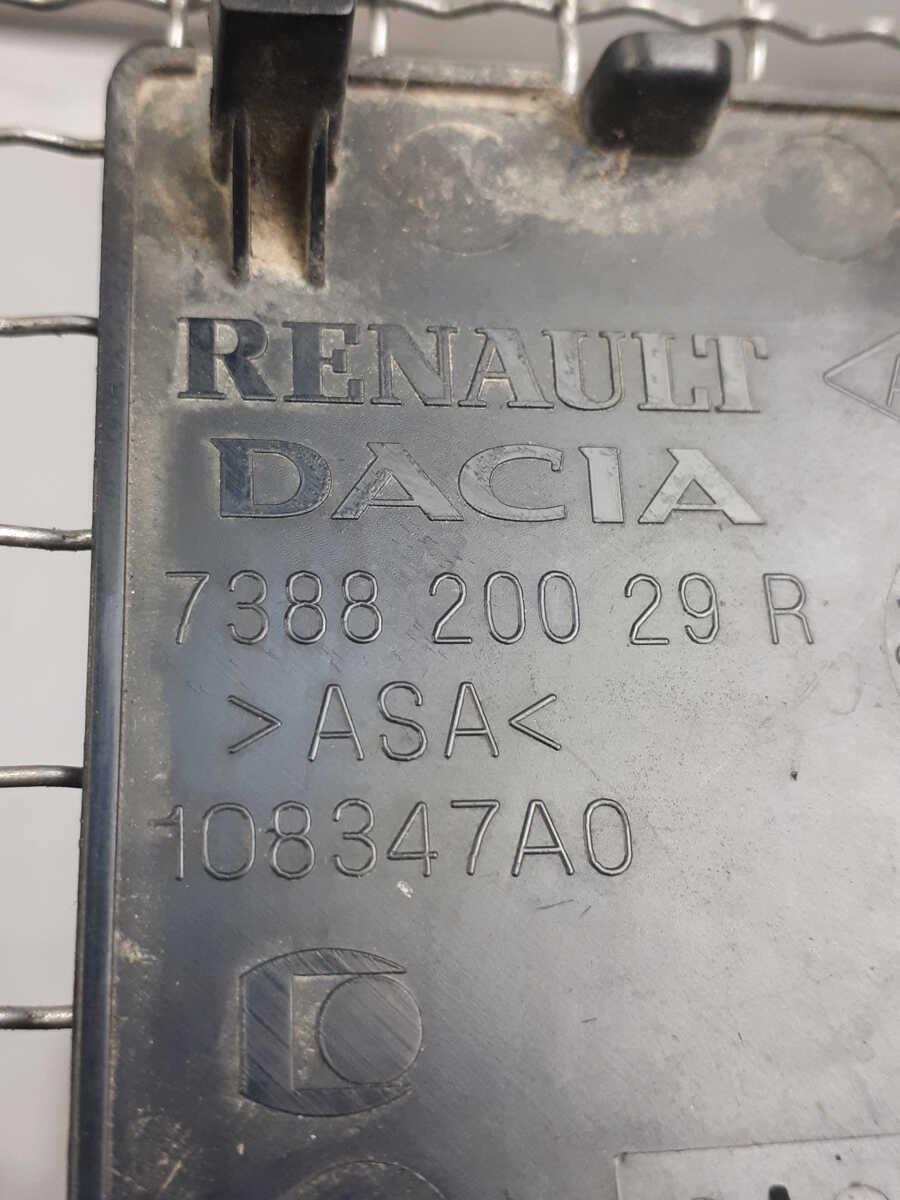 RENAULT
DACIA
7388 200 29 R
>ASA<
108347A0